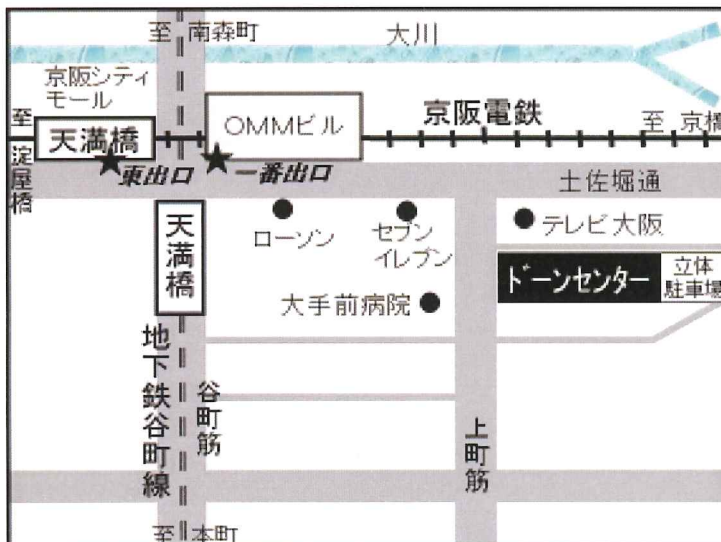 至 南森町
大川
京阪シティ
モール
OMMビル
京阪電鉄
至 京橋
至 淀屋橋
天満橋
東出口
一番出口
土佐堀通
天満橋
ローソン
セブン
イレブン
テレビ大阪
ドーンセンター
立体
駐車場
大手前病院
地下鉄谷町線
谷町筋
上町筋
至 本町